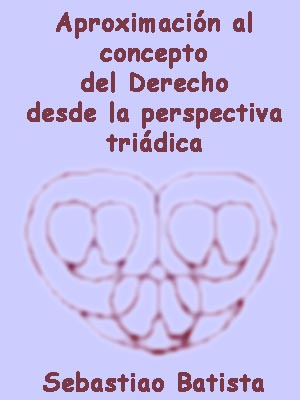 Aproximación al
concepto
del Derecho
desde la perspectiva
triádica
Sebastiao Batista